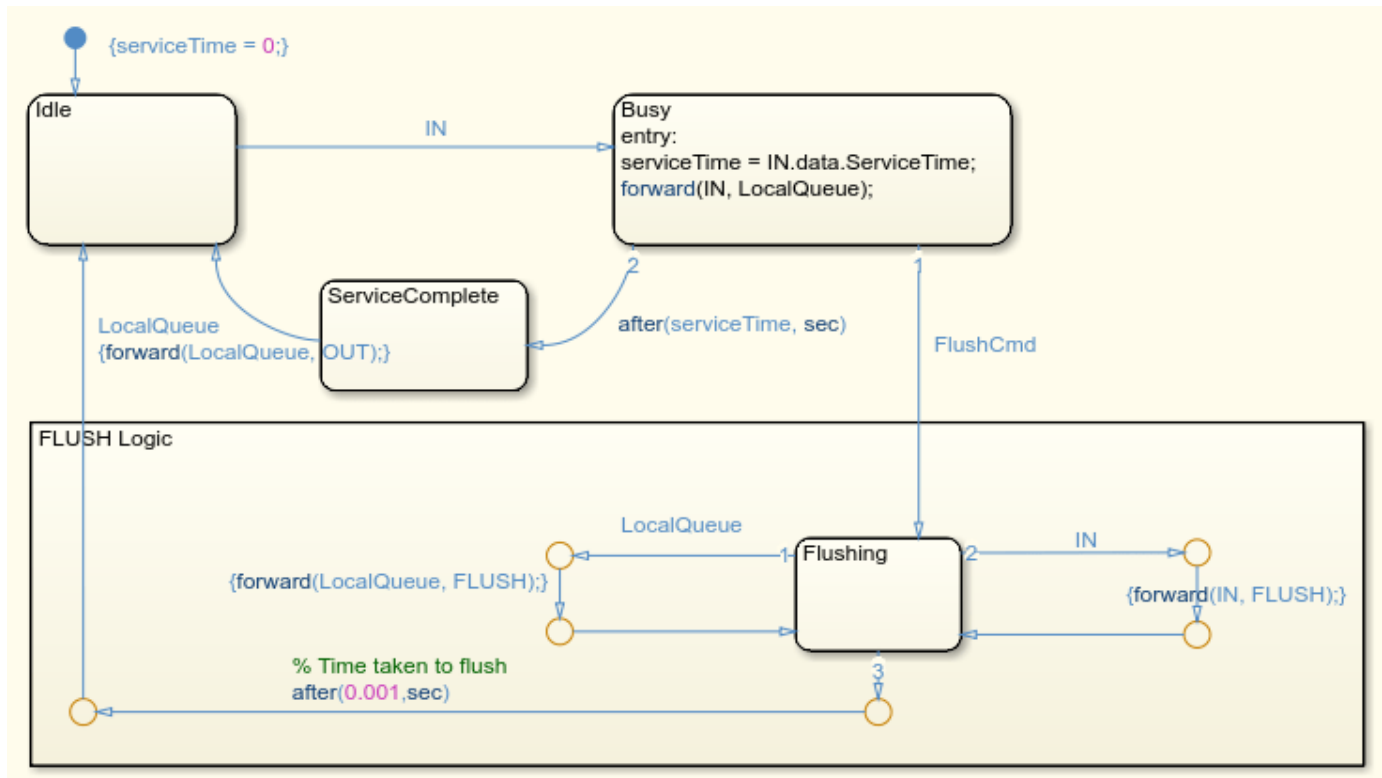 {serviceTime = 0;}
Idle
IN
Busy
entry:
serviceTime = IN.data.ServiceTime;
forward(IN, LocalQueue);
2
1
ServiceComplete
after(serviceTime, sec)
LocalQueue
{forward(LocalQueue, OUT);}
FlushCmd
FLUSH Logic
LocalQueue
1
Flushing
2
IN
{forward(LocalQueue, FLUSH);}
{forward(IN, FLUSH);}
3
% Time taken to flush
after(0.001,sec)